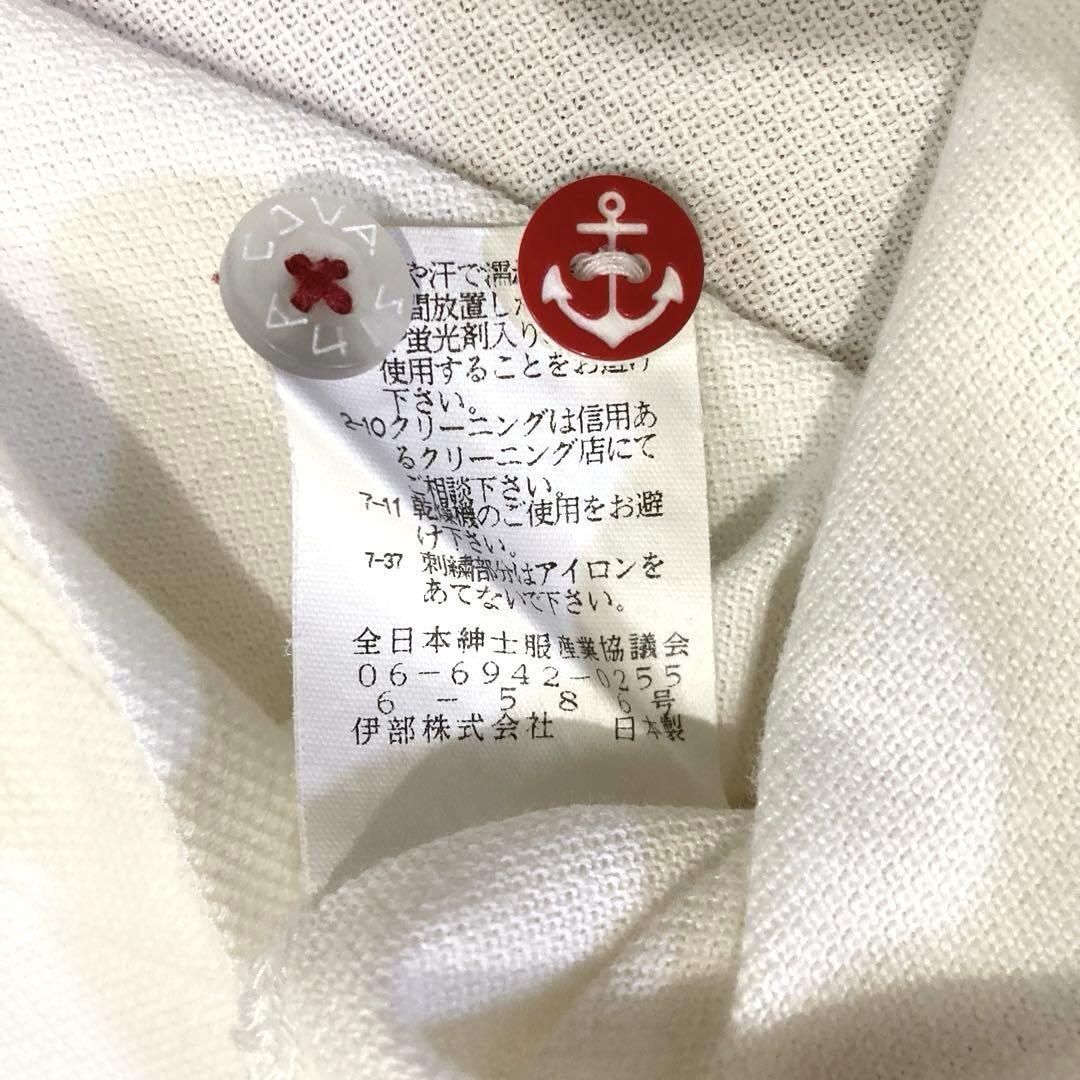 や汗で濡
間放置した
蛍光剤入り
使用することをお避け
下さい。
2-10クリーニングは信用あ
るクリーニング店にて
ご相談下さい。
7-11 乾燥機のご使用をお避
け下さい。
7-37 刺繍部分はアイロンを
あてないで下さい。
全日本紳士服産業協議会
06-6942-0255
6-586号
伊部株式会社 日本製